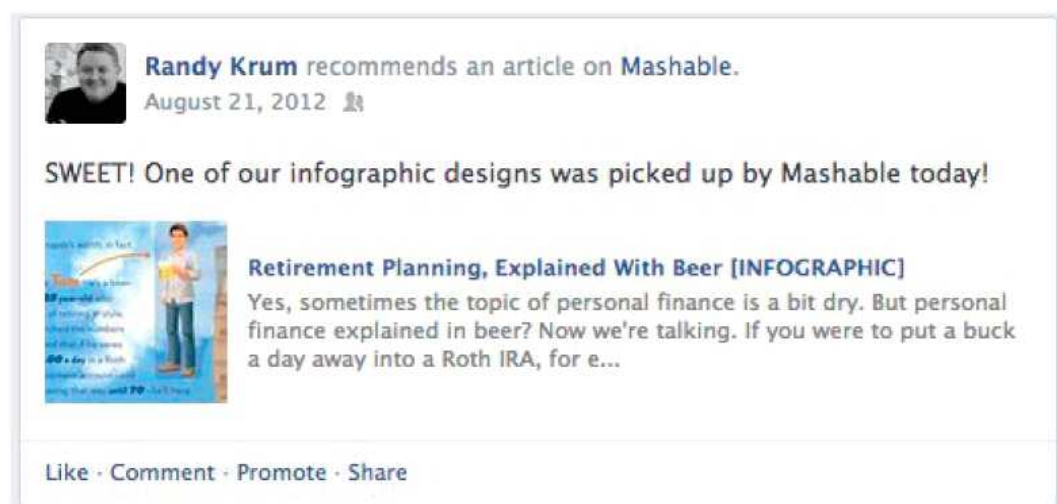 Randy Krum recommends an article on Mashable.
August 21, 2012
SWEET! One of our infographic designs was picked up by Mashable today!
Retirement Planning, Explained With Beer [INFOGRAPHIC]
Yes, sometimes the topic of personal finance is a bit dry. But personal
finance explained in beer? Now we're talking. If you were to put a buck
a day away into a Roth IRA, for e...
Like · Comment · Promote · Share